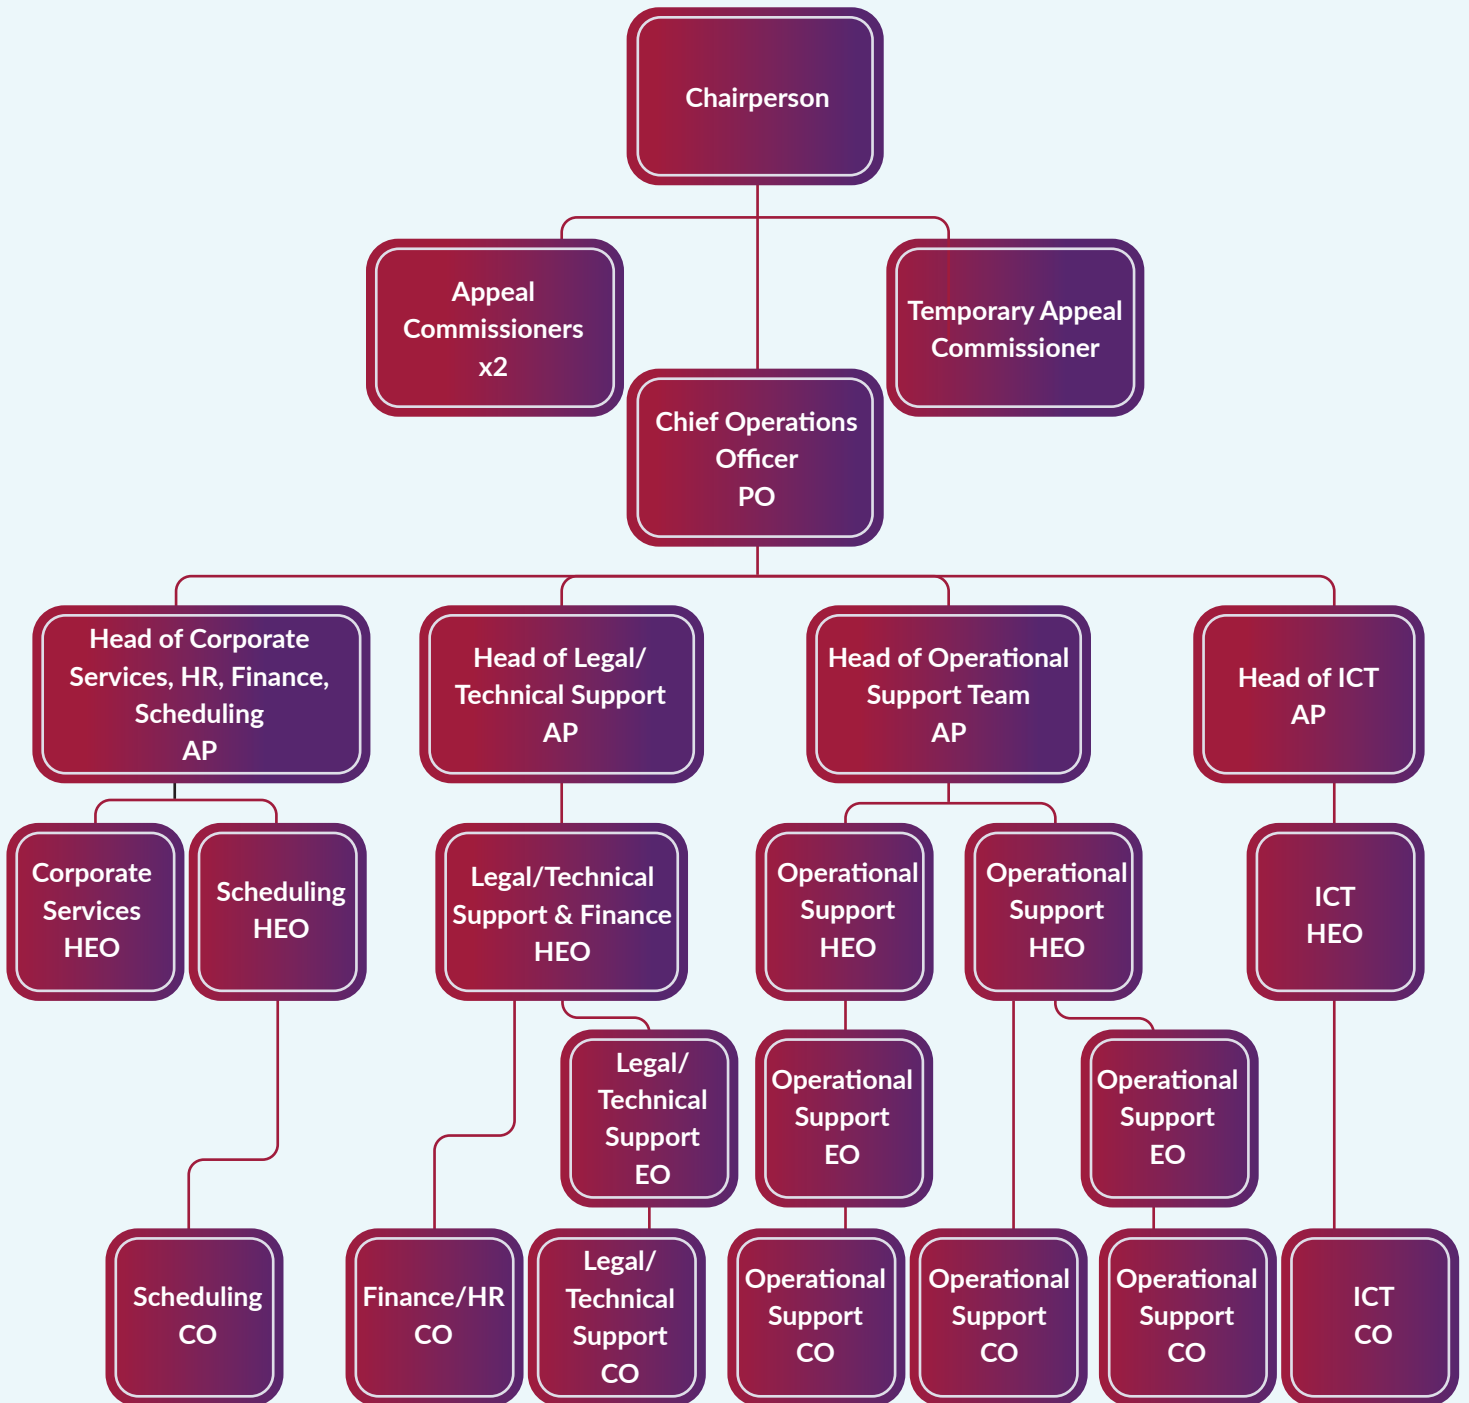 Chairperson
Appeal
Commissioners
x2
Temporary Appeal
Commissioner
Chief Operations
Officer
PO
Head of Corporate
Services, HR, Finance,
Scheduling
AP
Head of Legal/
Technical Support
AP
Head of Operational
Support Team
AP
Head of ICT
AP
Corporate
Services
HEO
Scheduling
HEO
Legal/Technical
Support & Finance
HEO
Operational
Support
HEO
Operational
Support
HEO
ICT
HEO
Legal/
Technical
Support
EO
Operational
Support
EO
Operational
Support
EO
Scheduling
CO
Finance/HR
CO
Legal/
Technical
Support
CO
Operational
Support
CO
Operational
Support
CO
Operational
Support
CO
ICT
CO